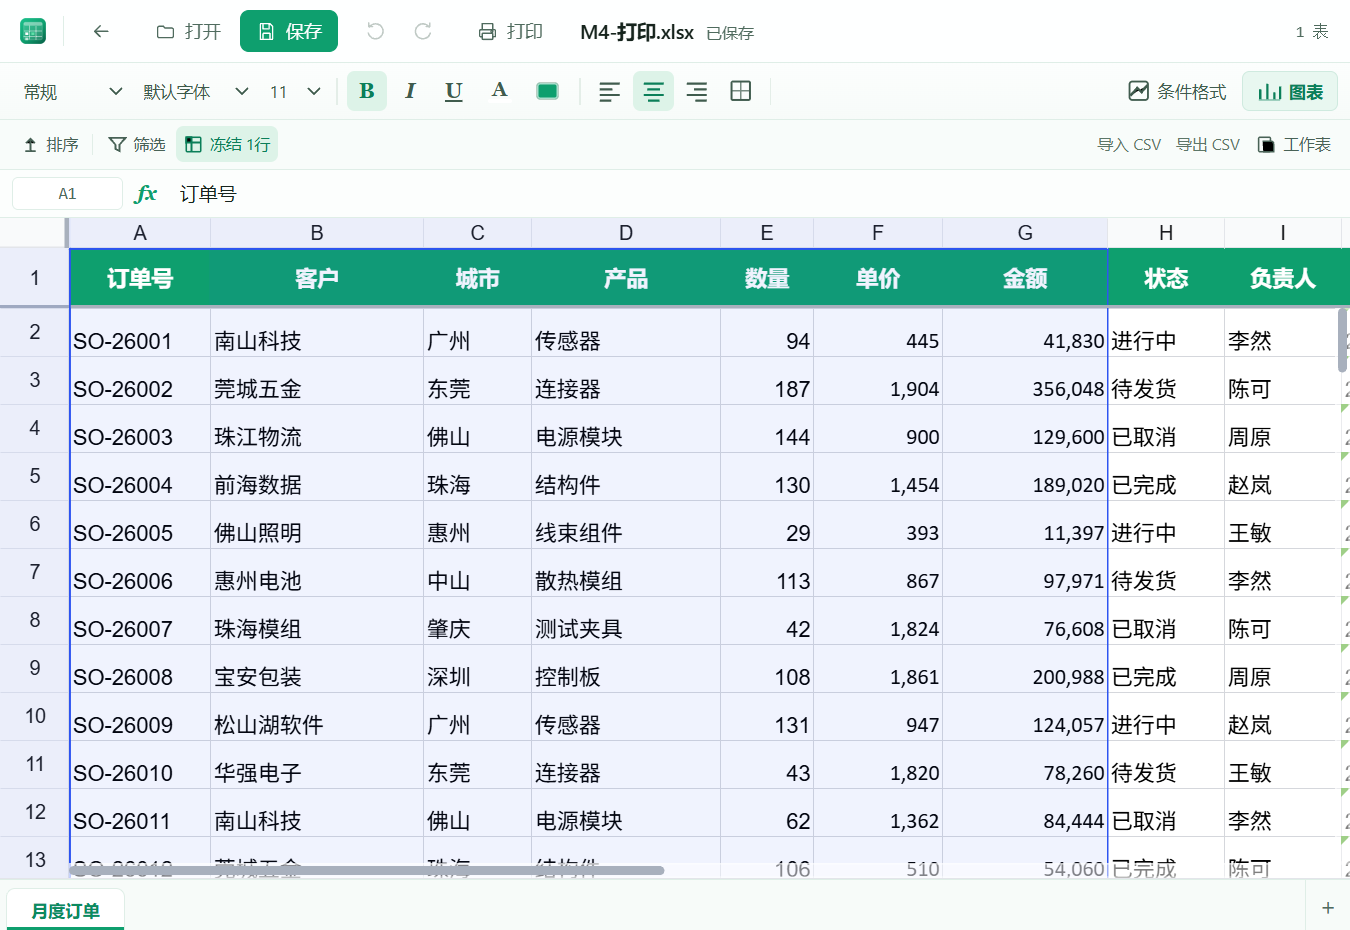 打开 保存 打印 M4-打印.xlsx 已保存 1 表
常规 默认字体 11 B I U A 条件格式 图表
排序 筛选 冻结 1行 导入 CSV 导出 CSV 工作表
A1 fx 订单号
A B C D E F G H I
1 订单号 客户 城市 产品 数量 单价 金额 状态 负责人
2 SO-26001 南山科技 广州 传感器 94 445 41,830 进行中 李然
3 SO-26002 莞城五金 东莞 连接器 187 1,904 356,048 待发货 陈可
4 SO-26003 珠江物流 佛山 电源模块 144 900 129,600 已取消 周原
5 SO-26004 前海数据 珠海 结构件 130 1,454 189,020 已完成 赵岚
6 SO-26005 佛山照明 惠州 线束组件 29 393 11,397 进行中 王敏
7 SO-26006 惠州电池 中山 散热模组 113 867 97,971 待发货 李然
8 SO-26007 珠海模组 肇庆 测试夹具 42 1,824 76,608 已取消 陈可
9 SO-26008 宝安包装 深圳 控制板 108 1,861 200,988 已完成 周原
10 SO-26009 松山湖软件 广州 传感器 131 947 124,057 进行中 赵岚
11 SO-26010 华强电子 东莞 连接器 43 1,820 78,260 待发货 王敏
12 SO-26011 南山科技 佛山 电源模块 62 1,362 84,444 已取消 李然
13 SO-26012 莞城五金 珠海 结构件 106 510 54,060 已完成 陈可
月度订单 +